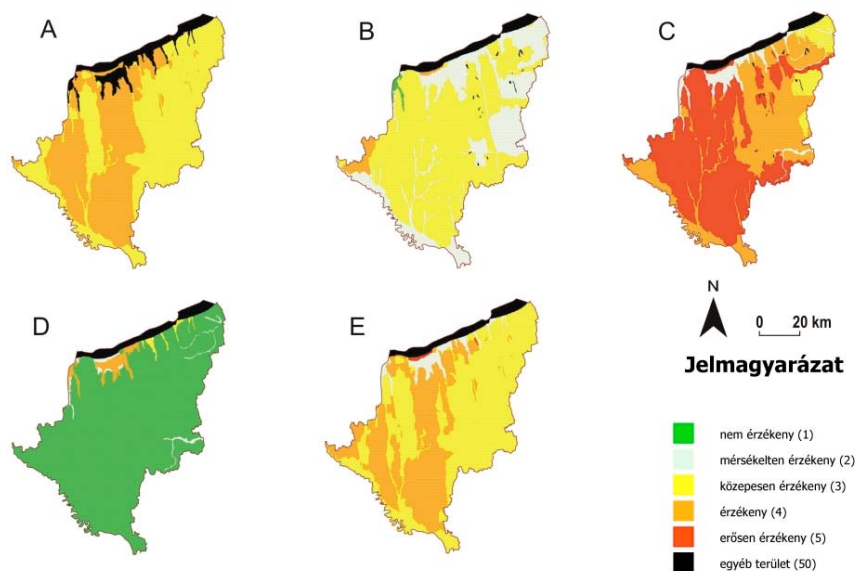 A
B
C
D
E
N
0 20 km
Jelmagyarázat
nem érzékeny (1)
mérsékelten érzékeny (2)
közepesen érzékeny (3)
érzékeny (4)
erősen érzékeny (5)
egyéb terület (50)